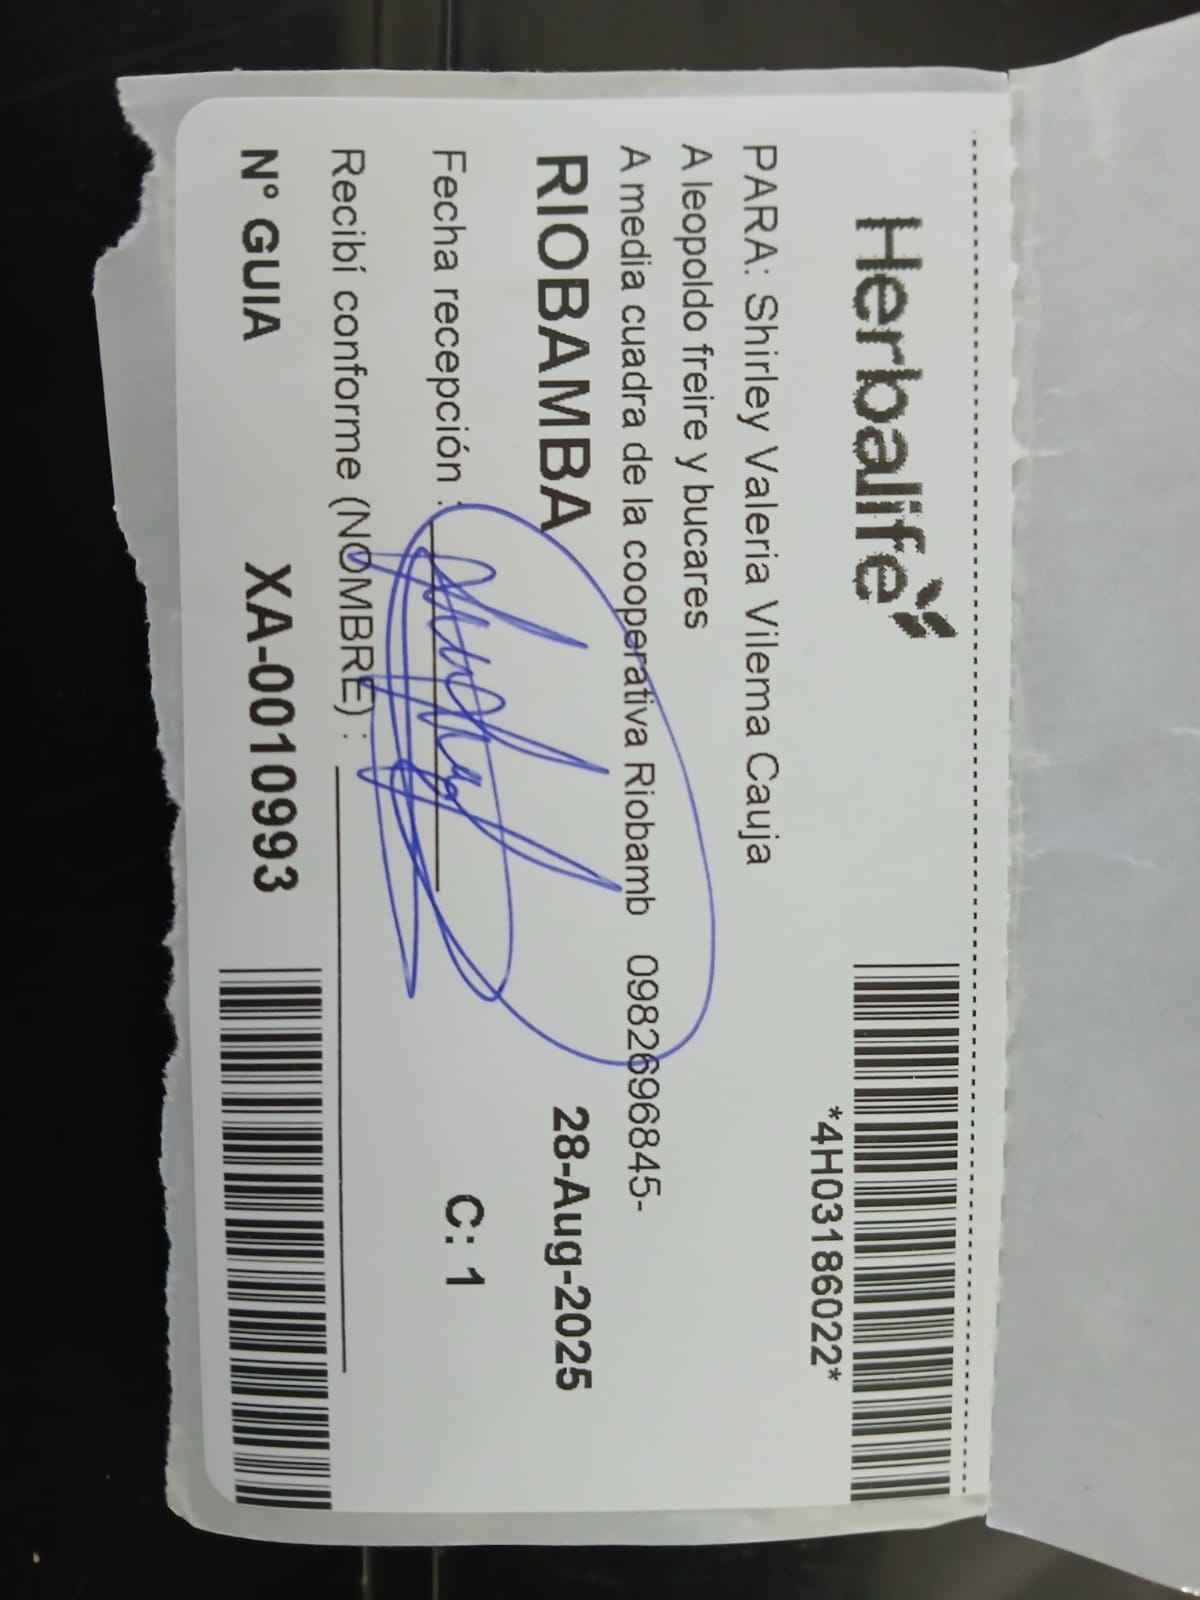 Herbalife
*4H03186022*
PARA: Shirley Valeria Vilema Cauja
A leopoldo freire y bucares
A media cuadra de la cooperativa Riobamb 0982696845-
RIOBAMBA 28-Aug-2025
Fecha recepción : C: 1
Recibí conforme (NOMBRE) :
N° GUIA XA-0010993